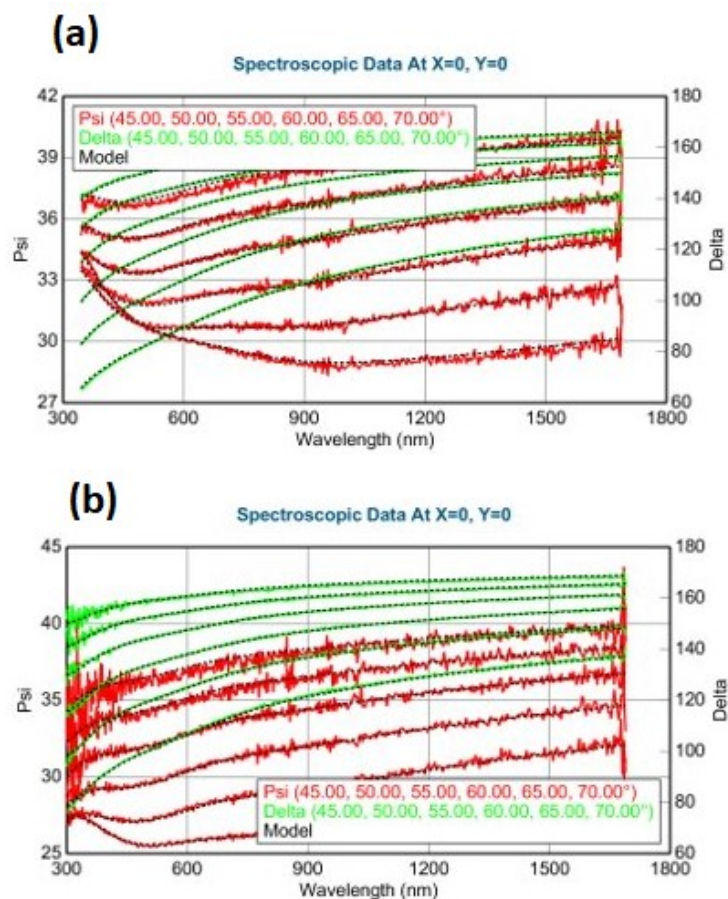 (a)
Spectroscopic Data At X=0, Y=0
42
39
36
33
30
27
Psi
Psi (45.00, 50.00, 55.00, 60.00, 65.00, 70.00°)
Delta (45.00, 50.00, 55.00, 60.00, 65.00, 70.00°)
Model
180
160
140
120
100
80
60
Delta
300 600 900 1200 1500 1800
Wavelength (nm)
(b)
Spectroscopic Data At X=0, Y=0
45
40
35
30
25
Psi
Psi (45.00, 50.00, 55.00, 60.00, 65.00, 70.00°)
Delta (45.00, 50.00, 55.00, 60.00, 65.00, 70.00°)
Model
180
160
140
120
100
80
60
Delta
300 600 900 1200 1500 1800
Wavelength (nm)